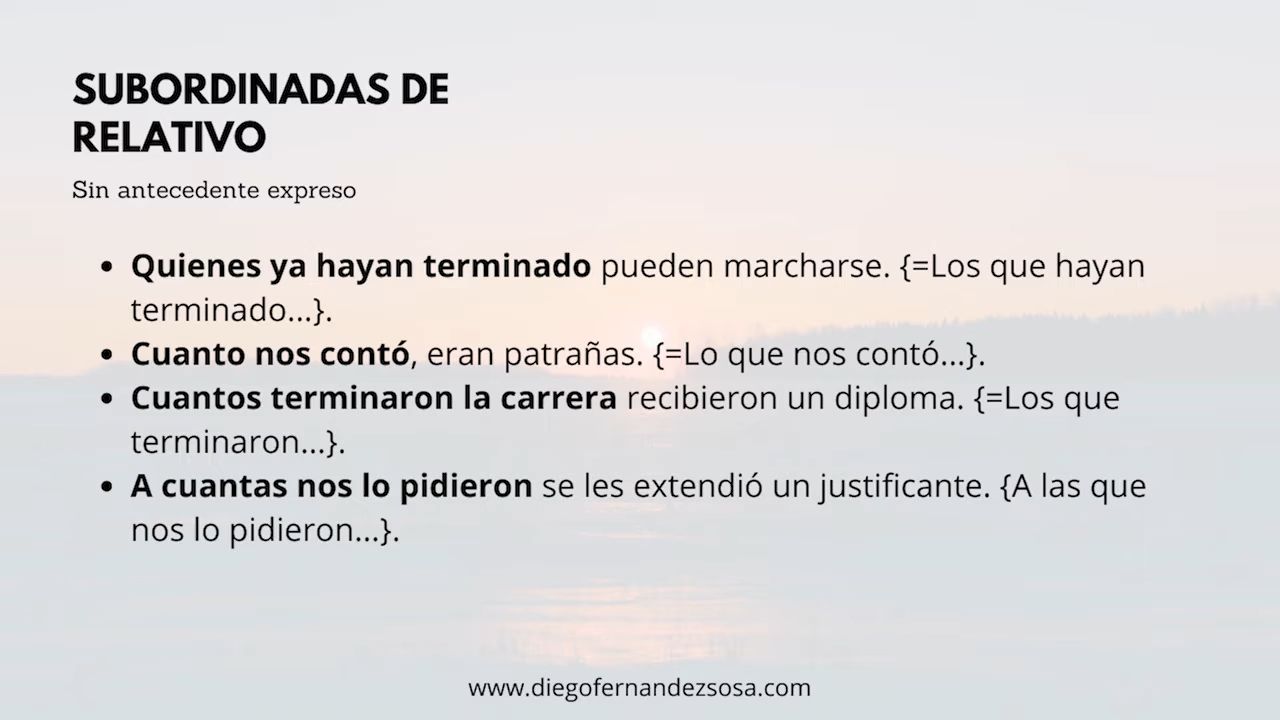 SUBORDINADAS DE
RELATIVO
Sin antecedente expreso
• Quienes ya hayan terminado pueden marcharse. {=Los que hayan
terminado...}.
• Cuanto nos contó, eran patrañas. {=Lo que nos contó...}.
• Cuantos terminaron la carrera recibieron un diploma. {=Los que
terminaron...}.
• A cuantas nos lo pidieron se les extendió un justificante. {A las que
nos lo pidieron...}.
www.diegofernandezsosa.com